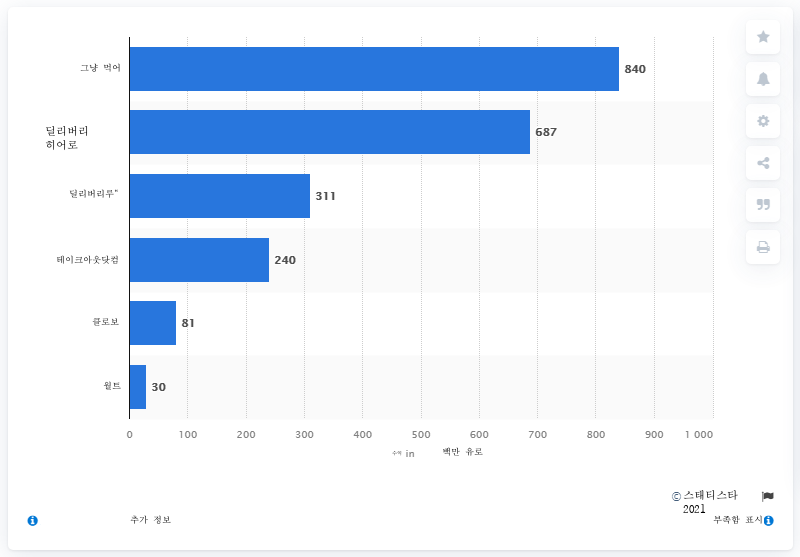 그냥 먹어
840
딜리버리
히어로
687
딜리버리루"
311
테이크아웃닷컴
240
클로보
81
월트
30
0 100 200 300 400 500 600 700 800 900 1 000
in 백만 유로
© 스태티스타
2021
추가 정보
부족함 표시